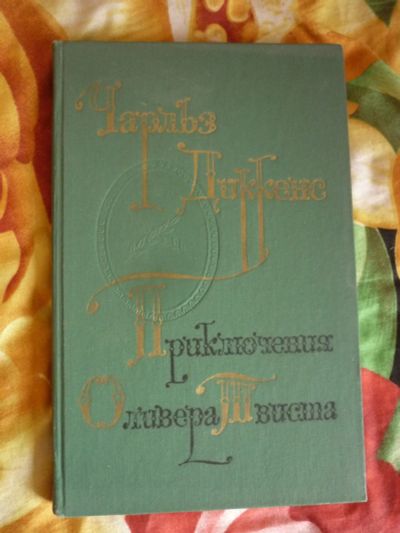 Чарльз
Диккенс
Приключения
Оливера Твиста